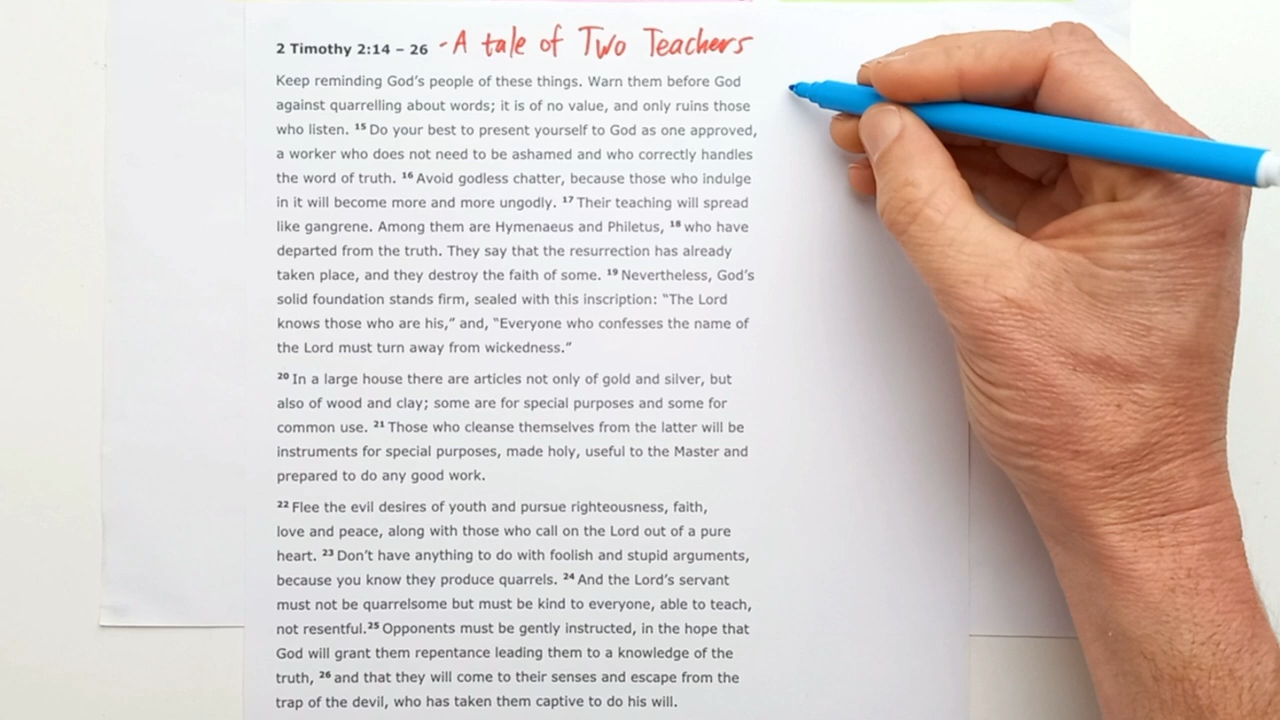 2 Timothy 2:14 – 26 - A tale of Two Teachers
Keep reminding God’s people of these things. Warn them before God
against quarrelling about words; it is of no value, and only ruins those
who listen. 15 Do your best to present yourself to God as one approved,
a worker who does not need to be ashamed and who correctly handles
the word of truth. 16 Avoid godless chatter, because those who indulge
in it will become more and more ungodly. 17 Their teaching will spread
like gangrene. Among them are Hymenaeus and Philetus, 18 who have
departed from the truth. They say that the resurrection has already
taken place, and they destroy the faith of some. 19 Nevertheless, God’s
solid foundation stands firm, sealed with this inscription: “The Lord
knows those who are his,” and, “Everyone who confesses the name of
the Lord must turn away from wickedness.”
20 In a large house there are articles not only of gold and silver, but
also of wood and clay; some are for special purposes and some for
common use. 21 Those who cleanse themselves from the latter will be
instruments for special purposes, made holy, useful to the Master and
prepared to do any good work.
22 Flee the evil desires of youth and pursue righteousness, faith,
love and peace, along with those who call on the Lord out of a pure
heart. 23 Don’t have anything to do with foolish and stupid arguments,
because you know they produce quarrels. 24 And the Lord’s servant
must not be quarrelsome but must be kind to everyone, able to teach,
not resentful.25 Opponents must be gently instructed, in the hope that
God will grant them repentance leading them to a knowledge of the
truth, 26 and that they will come to their senses and escape from the
trap of the devil, who has taken them captive to do his will.